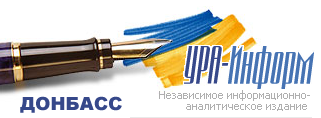 УРА-Информ
Независимое информационно-
аналитическое издание
ДОНБАСС